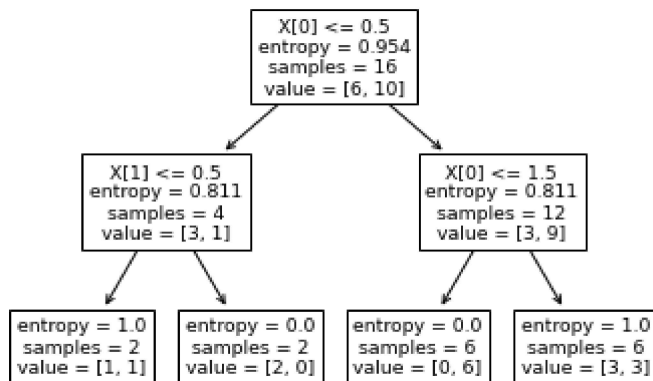 X[0] <= 0.5
entropy = 0.954
samples = 16
value = [6, 10]
X[1] <= 0.5
entropy = 0.811
samples = 4
value = [3, 1]
X[0] <= 1.5
entropy = 0.811
samples = 12
value = [3, 9]
entropy = 1.0
samples = 2
value = [1, 1]
entropy = 0.0
samples = 2
value = [2, 0]
entropy = 0.0
samples = 6
value = [0, 6]
entropy = 1.0
samples = 6
value = [3, 3]